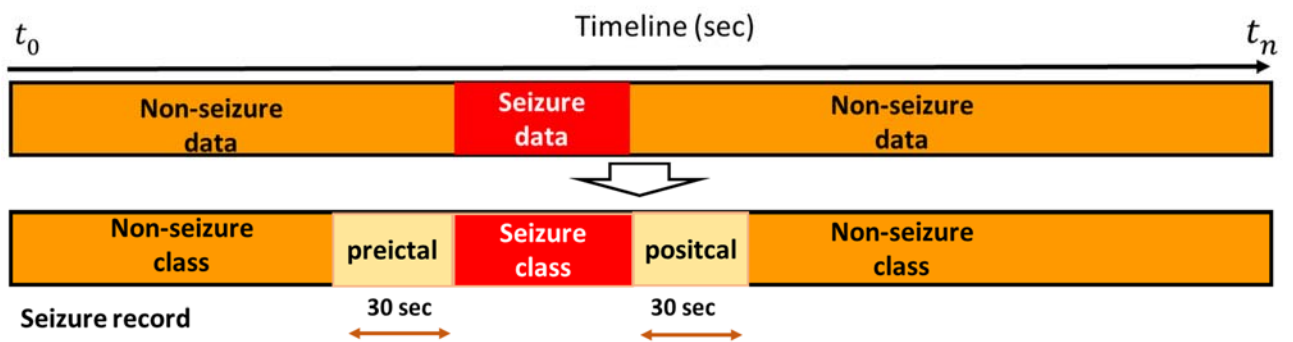 Timeline (sec)
t0
tn
Non-seizure
data
Seizure
data
Non-seizure
data
Non-seizure
class
preictal
Seizure
class
positcal
Non-seizure
class
30 sec
30 sec
Seizure record